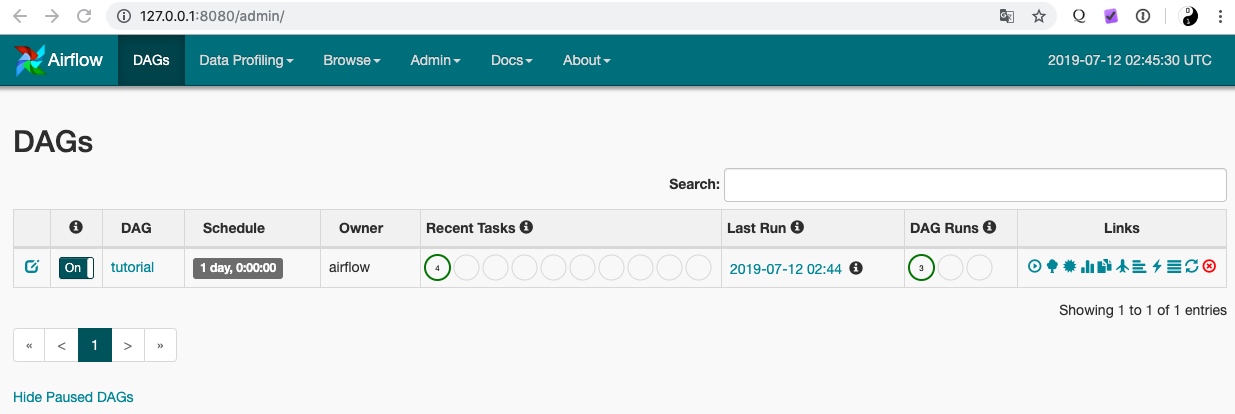 127.0.0.1:8080/admin/
Airflow DAGs Data Profiling Browse Admin Docs About 2019-07-12 02:45:30 UTC
DAGs
Search:
DAG Schedule Owner Recent Tasks Last Run DAG Runs Links
On tutorial 1 day, 0:00:00 airflow 4 2019-07-12 02:44 3
Showing 1 to 1 of 1 entries
« < 1 > »
Hide Paused DAGs